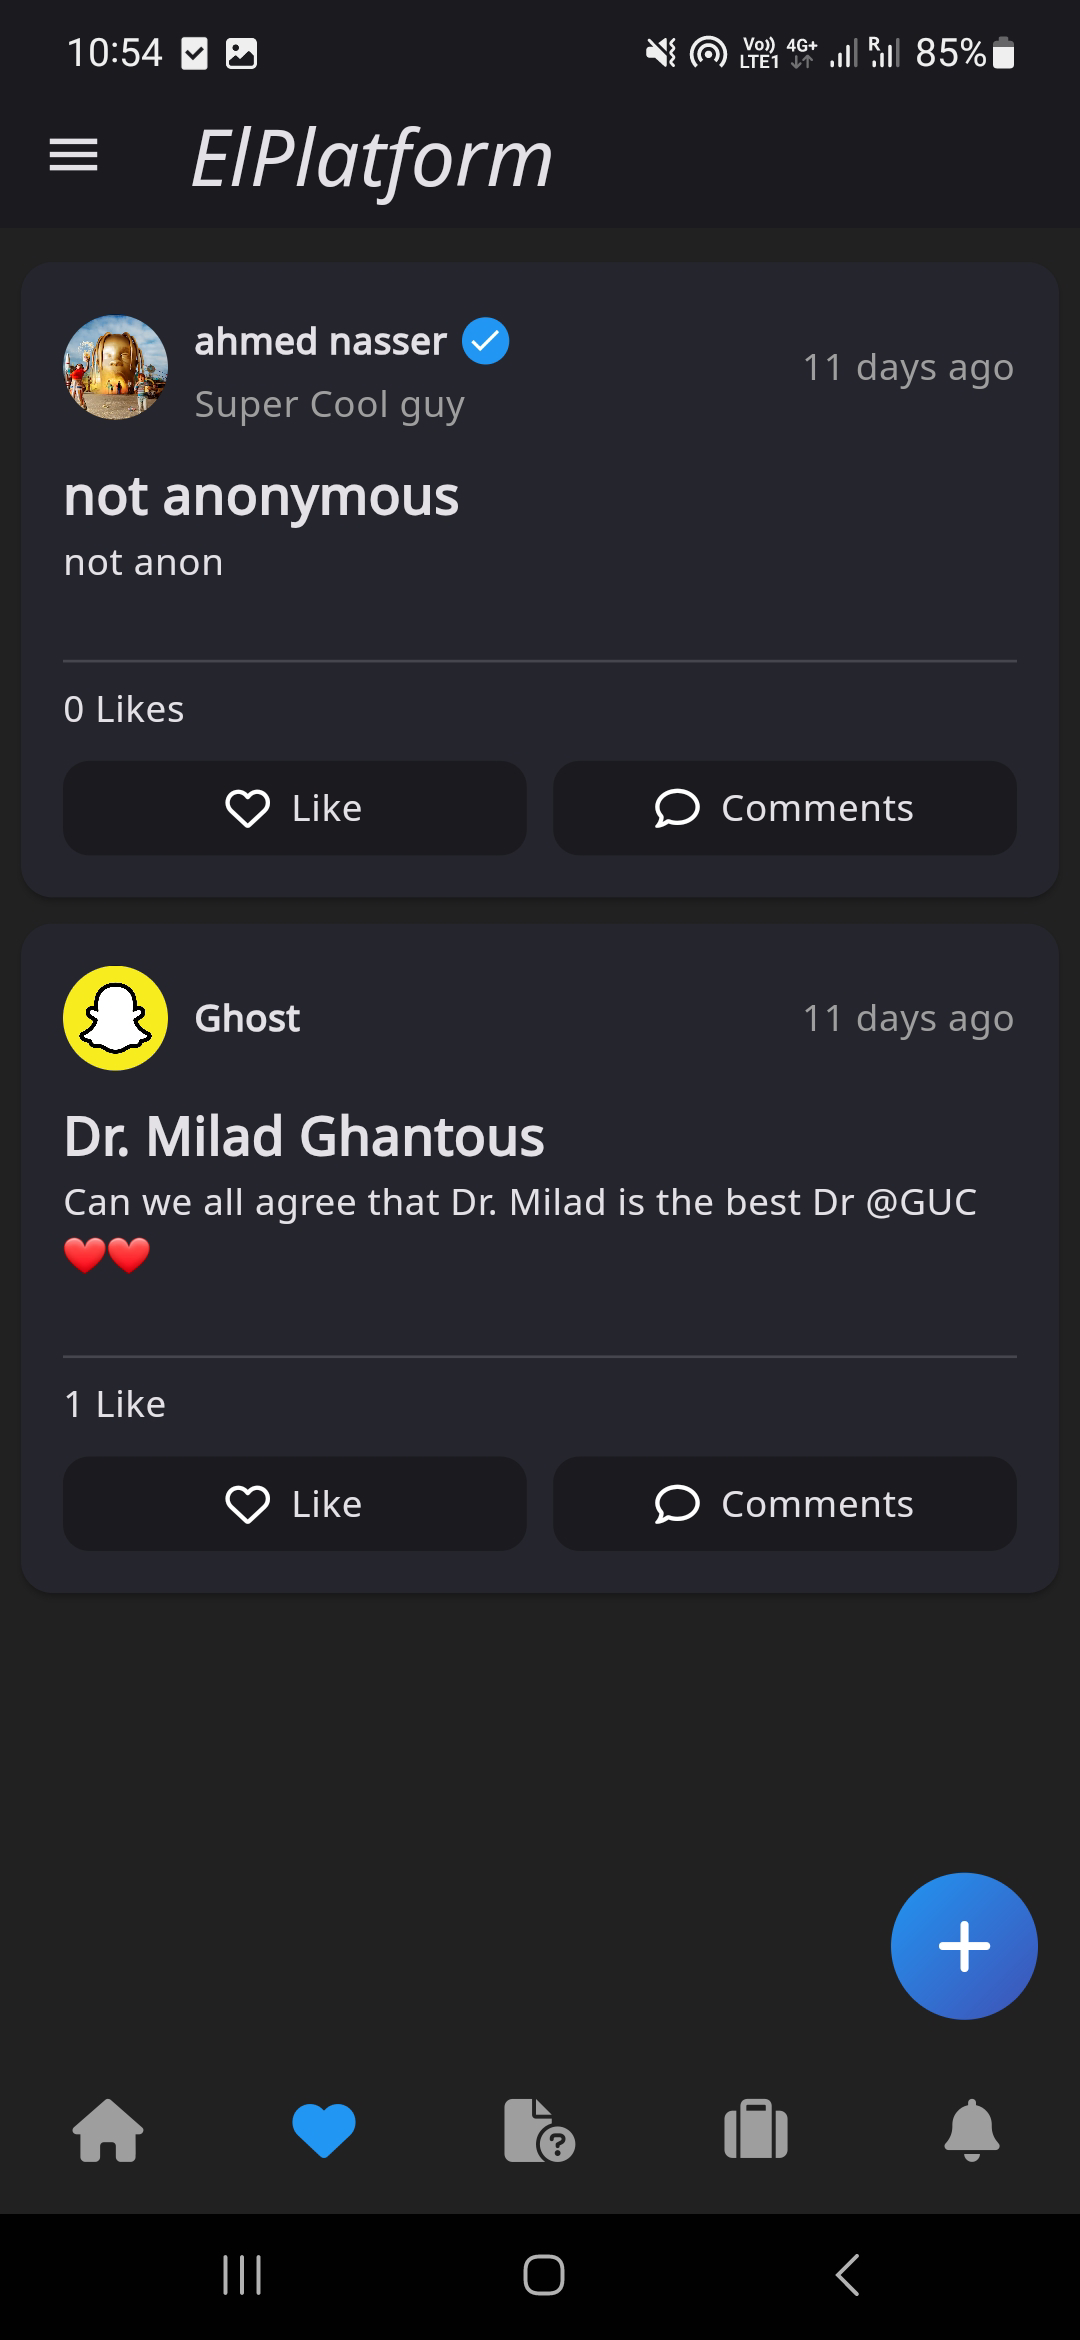 10:54
Vo)) LTE1 4G+ R 85%
ElPlatform
ahmed nasser
Super Cool guy
11 days ago
not anonymous
not anon
0 Likes
Like
Comments
Ghost
11 days ago
Dr. Milad Ghantous
Can we all agree that Dr. Milad is the best Dr @GUC
❤️❤️
1 Like
Like
Comments